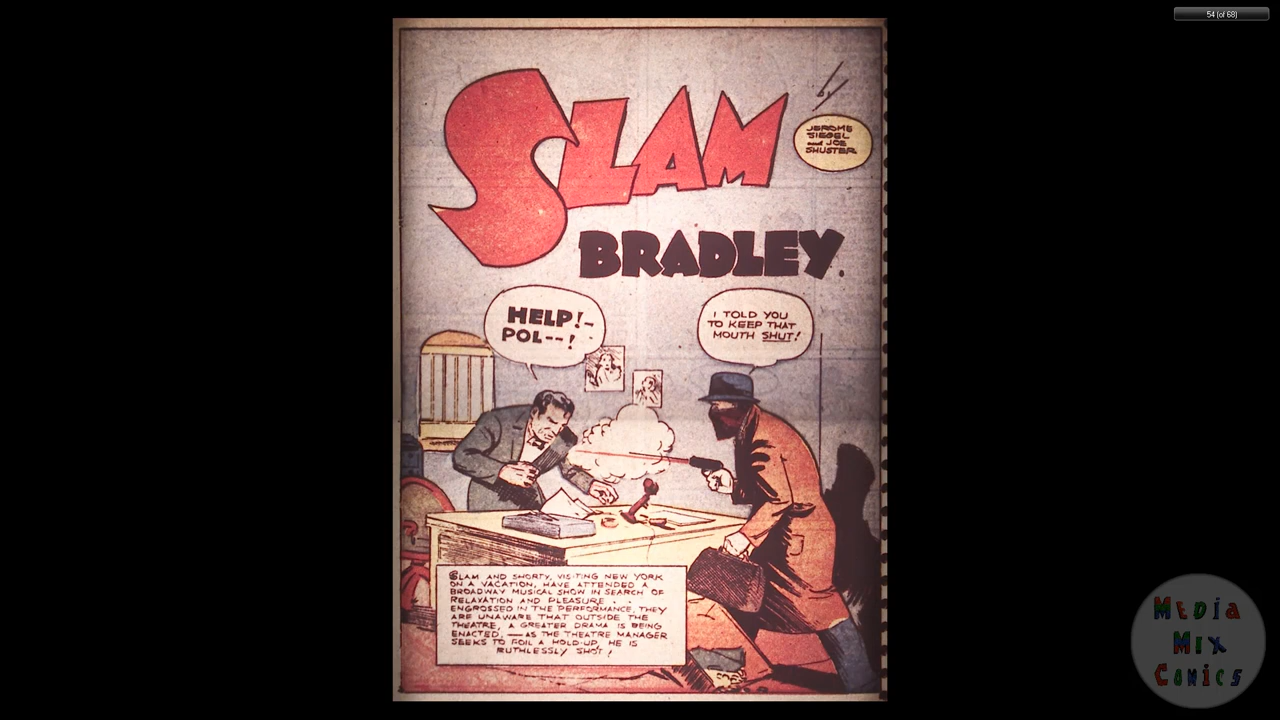 54 (of 68)
SLAM
by
JEROME
SIEGEL
and JOE
SHUSTER
BRADLEY.
HELP!-
POL--!
I TOLD YOU
TO KEEP THAT
MOUTH SHUT!
SLAM AND SHORTY, VISITING NEW YORK
ON A VACATION, HAVE ATTENDED A
BROADWAY MUSICAL SHOW IN SEARCH OF
RELAXATION AND PLEASURE . .
ENGROSSED IN THE PERFORMANCE, THEY
ARE UNAWARE THAT OUTSIDE THE
THEATRE, A GREATER DRAMA IS BEING
ENACTED, — AS THE THEATRE MANAGER
SEEKS TO FOIL A HOLD-UP, HE IS
RUTHLESSLY SHOT!
MEDIA
MIX
COMICS